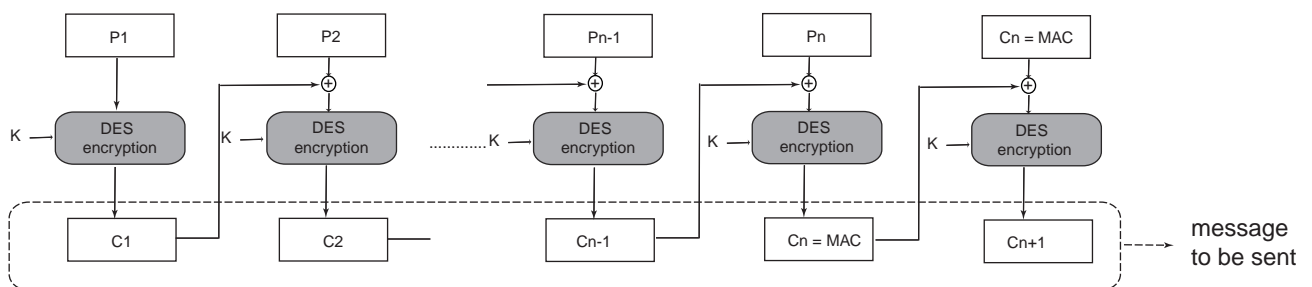 P1
P2
Pn-1
Pn
Cn = MAC
K
DES
encryption
K
DES
encryption
............. K
DES
encryption
K
DES
encryption
K
DES
encryption
C1
C2
Cn-1
Cn = MAC
Cn+1
message
to be sent